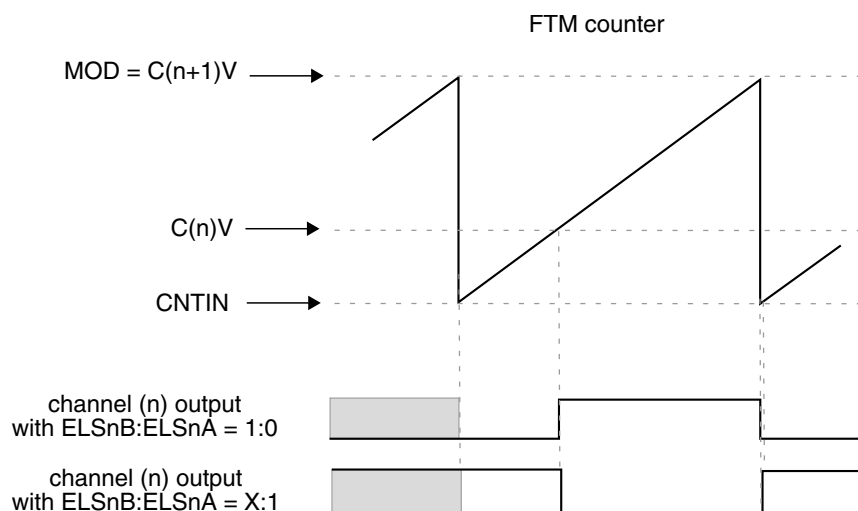 FTM counter
MOD = C(n+1)V
C(n)V
CNTIN
channel (n) output
with ELSnB:ELSnA = 1:0
channel (n) output
with ELSnB:ELSnA = X:1